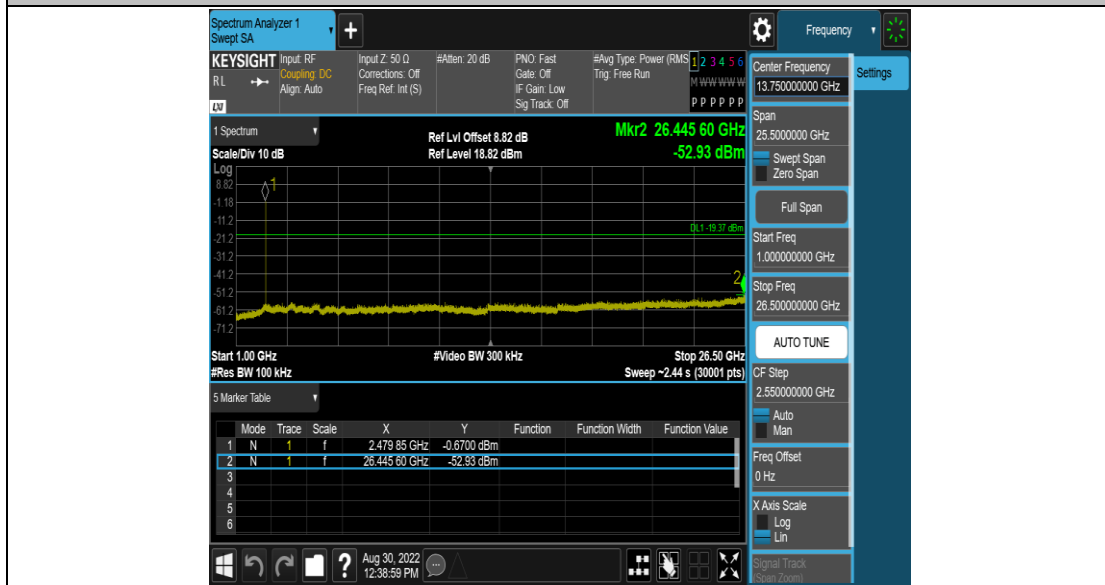 Spectrum Analyzer 1
Swept SA
+
Frequency
KEYSIGHT Input: RF Input Z: 50 Ω #Atten: 20 dB PNO: Fast #Avg Type: Power (RMS 1 2 3 4 5 6
RL Coupling: DC Corrections: Off Gate: Off Trig: Free Run M W W W W W
Align: Auto Freq Ref: Int (S) IF Gain: Low
LXI Sig Track: Off P P P P P P
Center Frequency
13.750000000 GHz
Settings
1 Spectrum
Ref Lvl Offset 8.82 dB
Mkr2 26.445 60 GHz
Scale/Div 10 dB
Ref Level 18.82 dBm
-52.93 dBm
Log
8.82
1
-1.18
-11.2
DL1 -19.37 dBm
-21.2
-31.2
-41.2
2
-51.2
-61.2
-71.2
Start 1.00 GHz #Video BW 300 kHz Stop 26.50 GHz
#Res BW 100 kHz Sweep ~2.44 s (30001 pts)
Span
25.5000000 GHz
Swept Span
Zero Span
Full Span
Start Freq
1.000000000 GHz
Stop Freq
26.500000000 GHz
AUTO TUNE
CF Step
2.550000000 GHz
Auto
Man
Freq Offset
0 Hz
X Axis Scale
Log
Lin
Signal Track
(Span Zoom)
5 Marker Table
Mode Trace Scale X Y Function Function Width Function Value
1 N 1 f 2.479 85 GHz -0.6700 dBm
2 N 1 f 26.445 60 GHz -52.93 dBm
3
4
5
6
?
Aug 30, 2022
12:38:59 PM